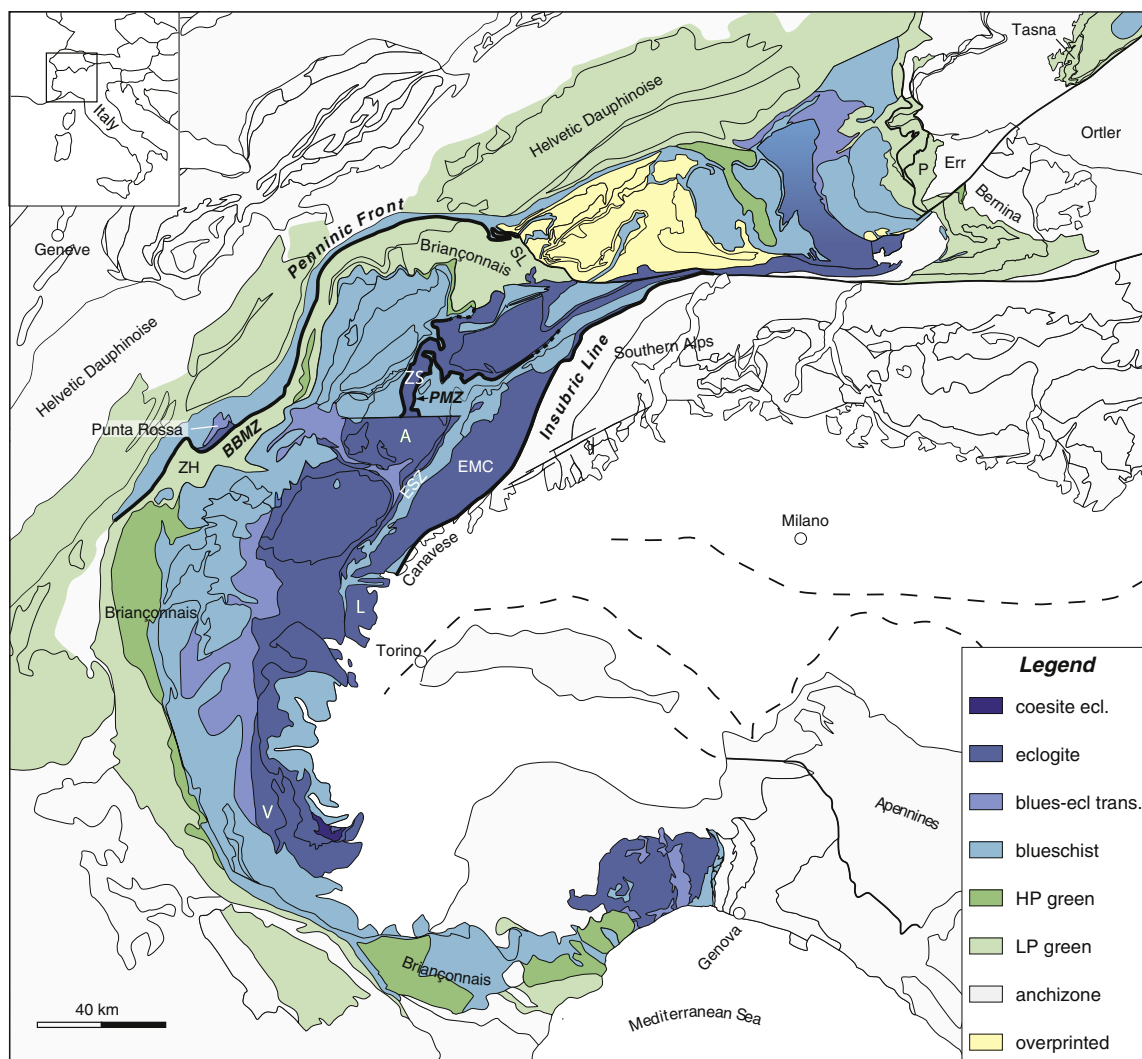 Tasna
Italy
Ortler
Helvetic Dauphinoise
P
Err
Bernina
Geneve
Penninic Front
Briançonnais
SL
Helvetic Dauphinoise
Southern Alps
Insubric Line
ZS
PMZ
Punta Rossa
BBMZ
A
ZH
ESZ
EMC
Milano
Canavese
Briançonnais
L
Torino
Legend
coesite ecl.
eclogite
blues-ecl trans.
V
Apennines
blueschist
HP green
LP green
Genova
Briançonnais
anchizone
40 km
Mediterranean Sea
overprinted